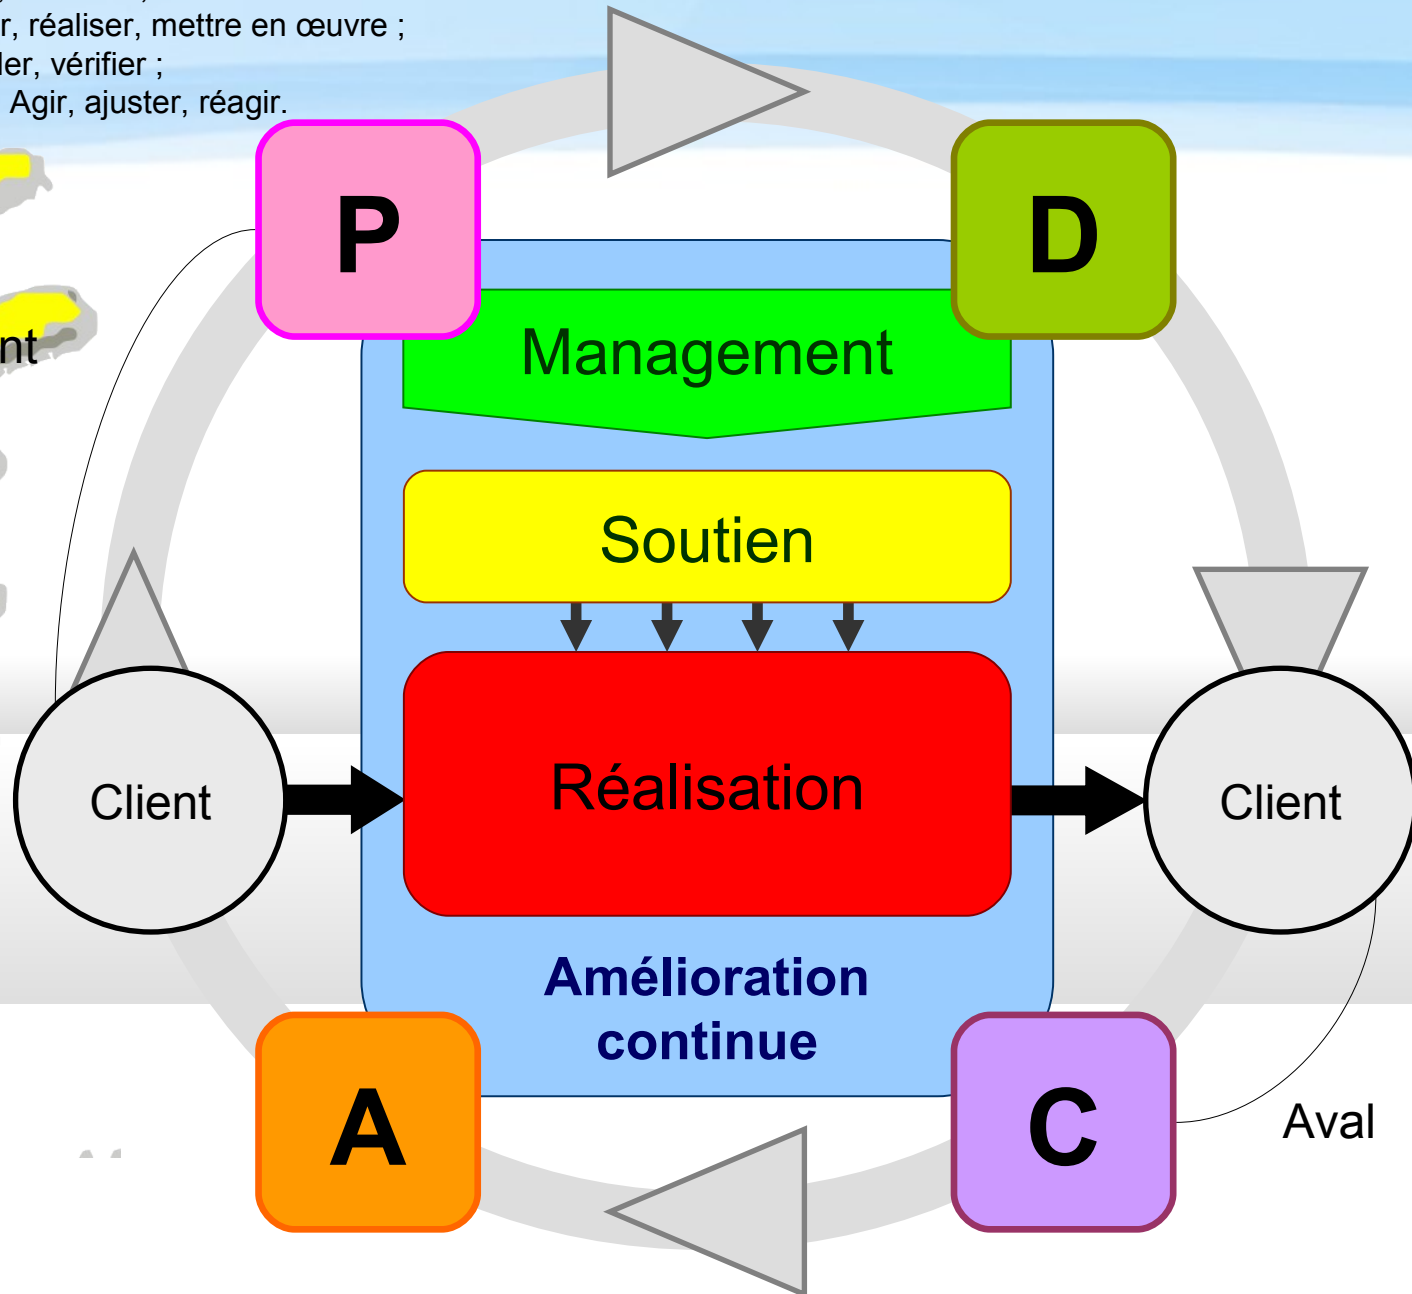 r, réaliser, mettre en œuvre ;
ler, vérifier ;
Agir, ajuster, réagir.
P
D
nt
Management
Soutien
Client
Réalisation
Client
Amélioration
continue
A
C
Aval